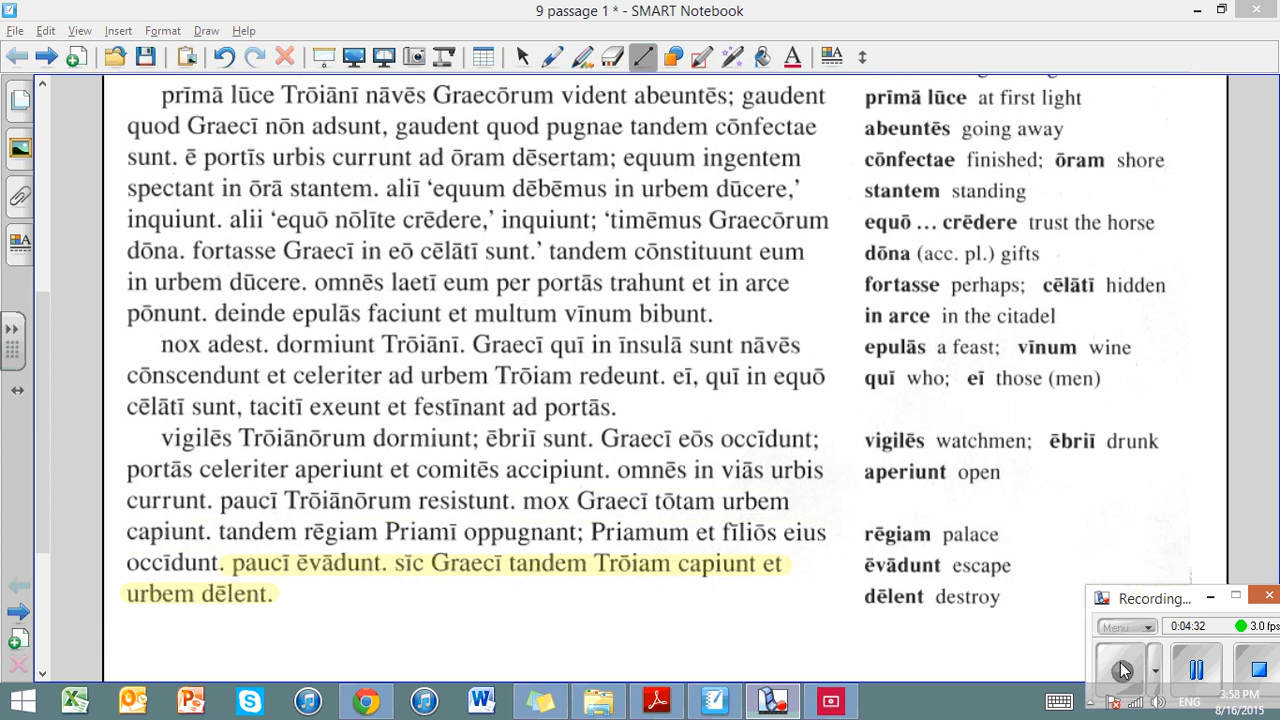 9 passage 1 * - SMART Notebook
File Edit View Insert Format Draw Help
prīmā lūce Trōiānī nāvēs Graecōrum vident abeuntēs; gaudent
quod Graecī nōn adsunt, gaudent quod pugnae tandem cōnfectae
sunt. ē portīs urbis currunt ad ōram dēsertam; equum ingentem
spectant in ōrā stantem. aliī ‘equum dēbēmus in urbem dūcere,’
inquiunt. alii ‘equō nōlīte crēdere,’ inquiunt; ‘timēmus Graecōrum
dōna. fortasse Graecī in eō cēlātī sunt.’ tandem cōnstituunt eum
in urbem dūcere. omnēs laetī eum per portās trahunt et in arce
pōnunt. deinde epulās faciunt et multum vīnum bibunt.
nox adest. dormiunt Trōiānī. Graecī quī in īnsulā sunt nāvēs
cōnscendunt et celeriter ad urbem Trōiam redeunt. eī, quī in equō
cēlātī sunt, tacitī exeunt et festīnant ad portās.
vigilēs Trōiānōrum dormiunt; ēbriī sunt. Graecī eōs occīdunt;
portās celeriter aperiunt et comitēs accipiunt. omnēs in viās urbis
currunt. paucī Trōiānōrum resistunt. mox Graecī tōtam urbem
capiunt. tandem rēgiam Priamī oppugnant; Priamum et fīliōs eius
occīdunt. paucī ēvādunt. sīc Graecī tandem Trōiam capiunt et
urbem dēlent.
prīmā lūce at first light
abeuntēs going away
cōnfectae finished; ōram shore
stantem standing
equō ... crēdere trust the horse
dōna (acc. pl.) gifts
fortasse perhaps; cēlātī hidden
in arce in the citadel
epulās a feast; vīnum wine
quī who; eī those (men)
vigilēs watchmen; ēbriī drunk
aperiunt open
rēgiam palace
ēvādunt escape
dēlent destroy
Recording...
Menu 0:04:32 3.0 fps
ENG
3:58 PM
8/16/2015